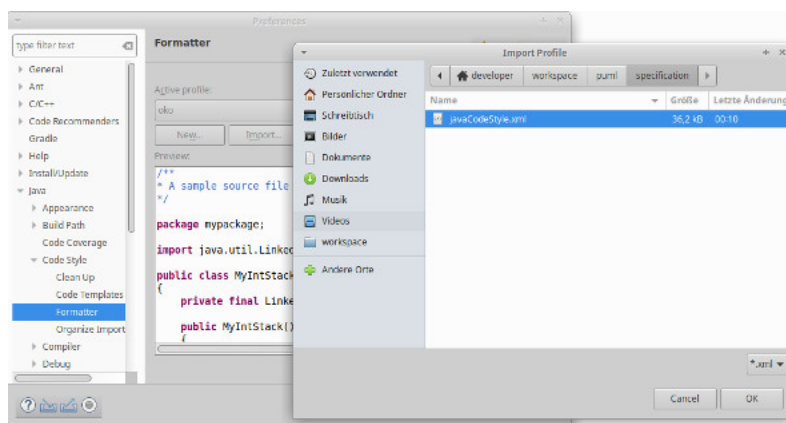 Preferences
type filter text
General
Ant
C/C++
Code Recommenders
Gradle
Help
Install/Update
Java
Appearance
Build Path
Code Coverage
Code Style
Clean Up
Code Templates
Formatter
Organize Import
Compiler
Debug
Formatter
Active profile:
oko
New...
Import...
Preview:
/**
* A sample source file
*/
package mypackage;
import java.util.Linked
public class MyIntStack
{
private final Linke
public MyIntStack()
{
Import Profile
Zuletzt verwendet
Persönlicher Ordner
Schreibtisch
Bilder
Dokumente
Downloads
Musik
Videos
workspace
Andere Orte
developer workspace puml specification
Name Größe Letzte Änderung
javaCodeStyle.xml 36,2 kB 00:10
*.xml
Cancel OK